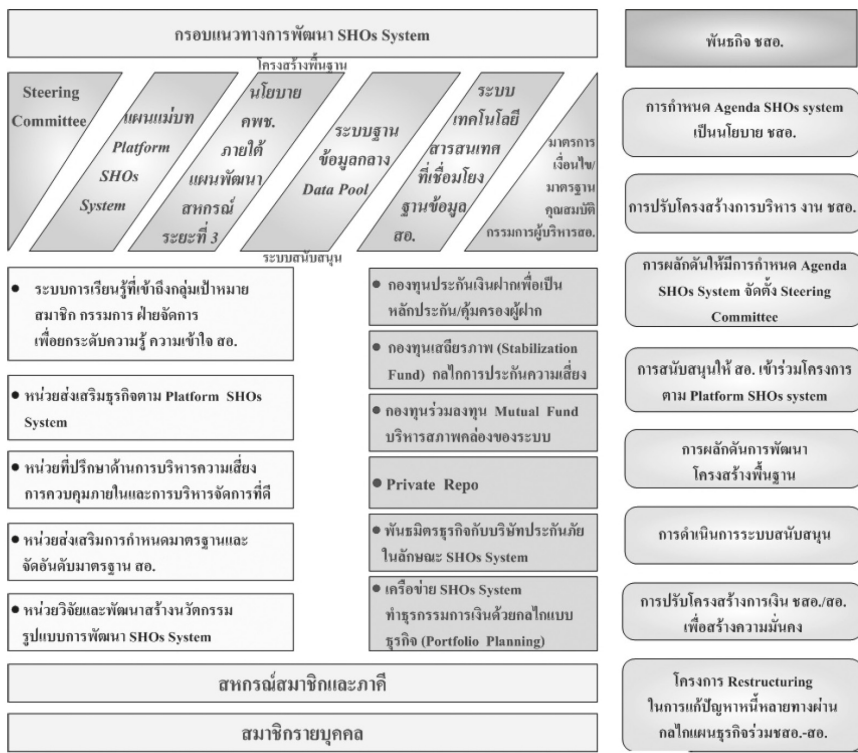 กรอบแนวทางการพัฒนา SHOs System
โครงสร้างพื้นฐาน
Steering
Committee
แผนแม่บท
Platform
SHOs
System
นโยบาย
คพช.
ภายใต้
แผนพัฒนา
สหกรณ์
ระยะที่ 3
ระบบฐาน
ข้อมูลกลาง
Data Pool
ระบบ
เทคโนโลยี
สารสนเทศ
ที่เชื่อมโยง
ฐานข้อมูล
สอ.
มาตรการ
เงื่อนไข/
มาตรฐาน
คุณสมบัติ
กรรมการผู้บริหารสอ.
ระบบสนับสนุน
• ระบบการเรียนรู้ที่เข้าถึงกลุ่มเป้าหมาย
สมาชิก กรรมการ ฝ่ายจัดการ
เพื่อยกระดับความรู้ ความเข้าใจ สอ.
• หน่วยส่งเสริมธุรกิจตาม Platform SHOs
System
• หน่วยที่ปรึกษาด้านการบริหารความเสี่ยง
การควบคุมภายในและการบริหารจัดการที่ดี
• หน่วยส่งเสริมการกำหนดมาตรฐานและ
จัดอันดับมาตรฐาน สอ.
• หน่วยวิจัยและพัฒนาสร้างนวัตกรรม
รูปแบบการพัฒนา SHOs System
• กองทุนประกันเงินฝากเพื่อเป็น
หลักประกัน/คุ้มครองผู้ฝาก
• กองทุนเสถียรภาพ (Stabilization
Fund) กลไกการประกันความเสี่ยง
• กองทุนร่วมลงทุน Mutual Fund
บริหารสภาพคล่องของระบบ
• Private Repo
• พันธมิตรธุรกิจกับบริษัทประกันภัย
ในลักษณะ SHOs System
• เครือข่าย SHOs System
ทำธุรกรรมการเงินด้วยกลไกแบบ
ธุรกิจ (Portfolio Planning)
สหกรณ์สมาชิกและภาคี
สมาชิกรายบุคคล
พันธกิจ ชสอ.
การกำหนด Agenda SHOs system
เป็นนโยบาย ชสอ.
การปรับโครงสร้างการบริหาร งาน ชสอ.
การผลักดันให้มีการกำหนด Agenda
SHOs System จัดตั้ง Steering
Committee
การสนับสนุนให้ สอ. เข้าร่วมโครงการ
ตาม Platform SHOs system
การผลักดันการพัฒนา
โครงสร้างพื้นฐาน
การดำเนินการระบบสนับสนุน
การปรับโครงสร้างการเงิน ชสอ./สอ.
เพื่อสร้างความมั่นคง
โครงการ Restructuring
ในการแก้ปัญหาหนี้หลายทางผ่าน
กลไกแผนธุรกิจร่วมชสอ.-สอ.